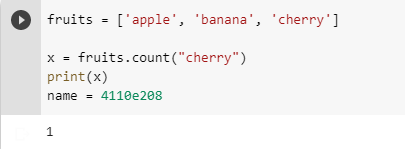 fruits = ['apple', 'banana', 'cherry']
x = fruits.count("cherry")
print(x)
name = 4110e208
1